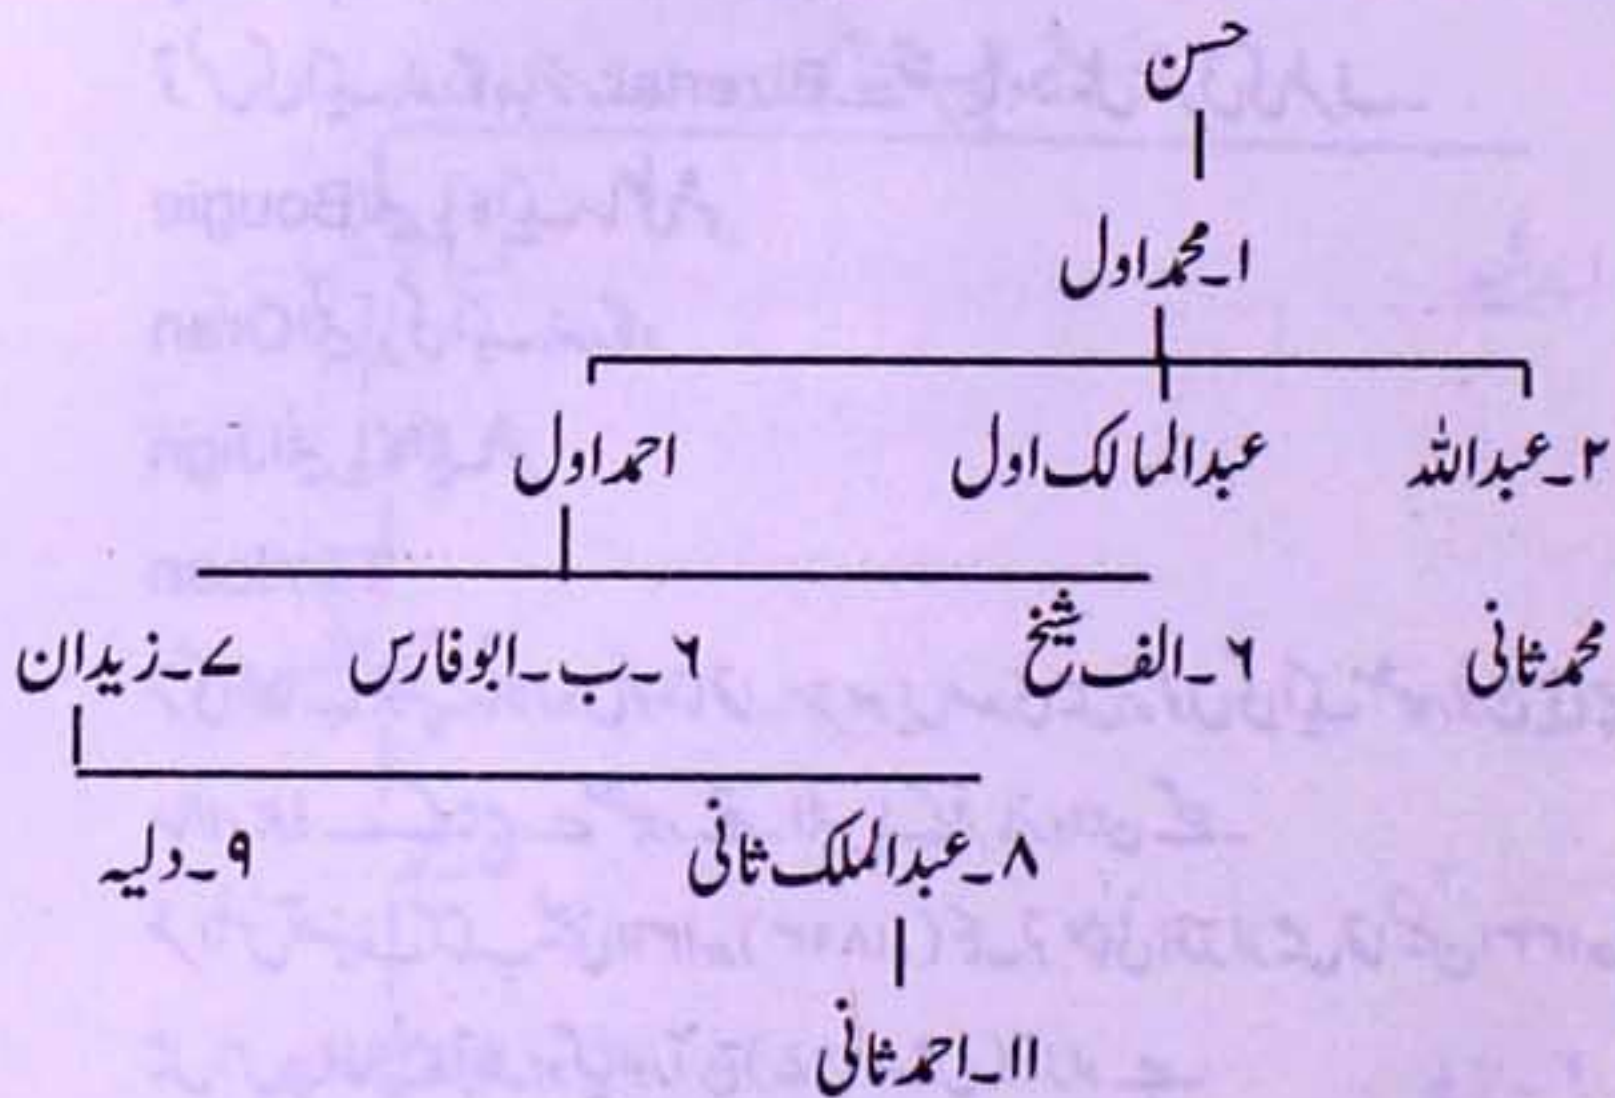 حسن
۱۔محمد اول
۲۔عبداللہ عبدالمالک اول احمد اول
محمد ثانی ۶۔الف شیخ ۶۔ب۔ابوفارس ۷۔زیدان
۸۔عبدالملک ثانی ۹۔دلیہ
۱۱۔احمد ثانی